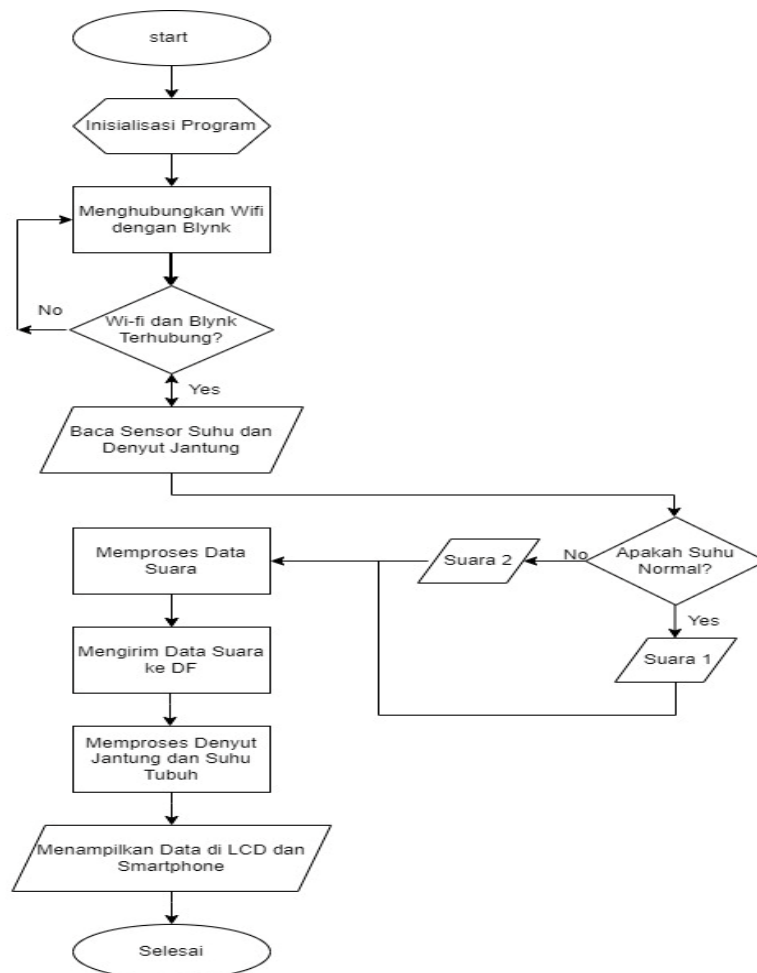 start
Inisialisasi Program
Menghubungkan Wifi
dengan Blynk
No
Wi-fi dan Blynk
Terhubung?
Yes
Baca Sensor Suhu dan
Denyut Jantung
Apakah Suhu
Normal?
No
Suara 2
Yes
Suara 1
Memproses Data
Suara
Mengirim Data Suara
ke DF
Memproses Denyut
Jantung dan Suhu
Tubuh
Menampilkan Data di LCD dan
Smartphone
Selesai